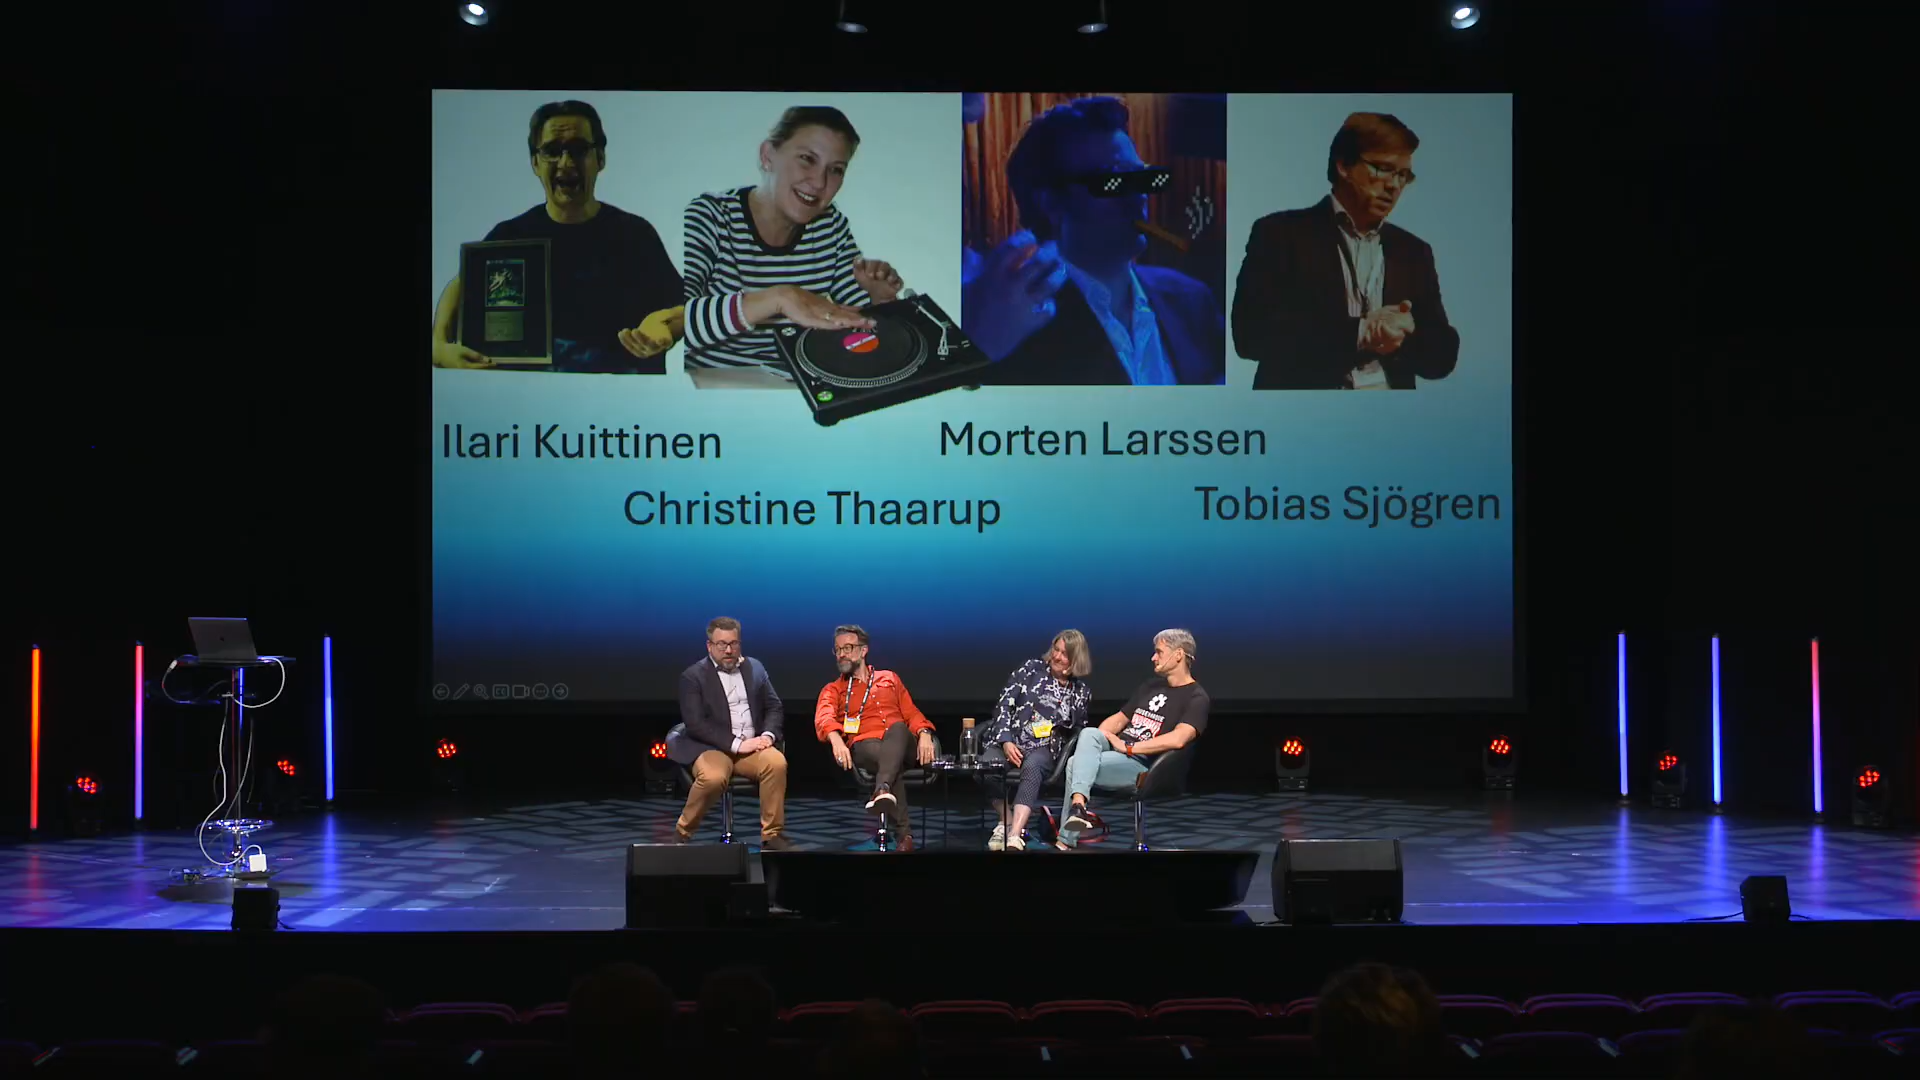 Ilari Kuittinen
Morten Larssen
Christine Thaarup
Tobias Sjögren